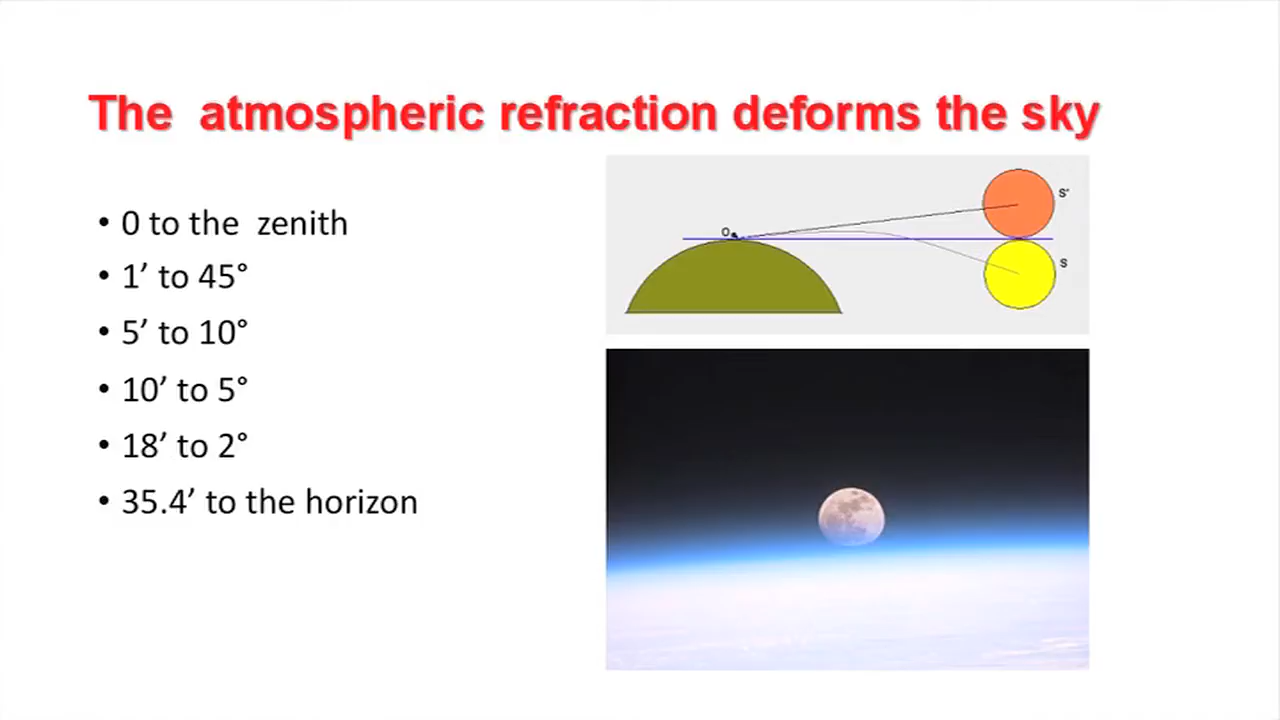 The  atmospheric refraction deforms the sky
• 0 to the  zenith
• 1’ to 45°
• 5’ to 10°
• 10’ to 5°
• 18’ to 2°
• 35.4’ to the horizon
S'
O
S